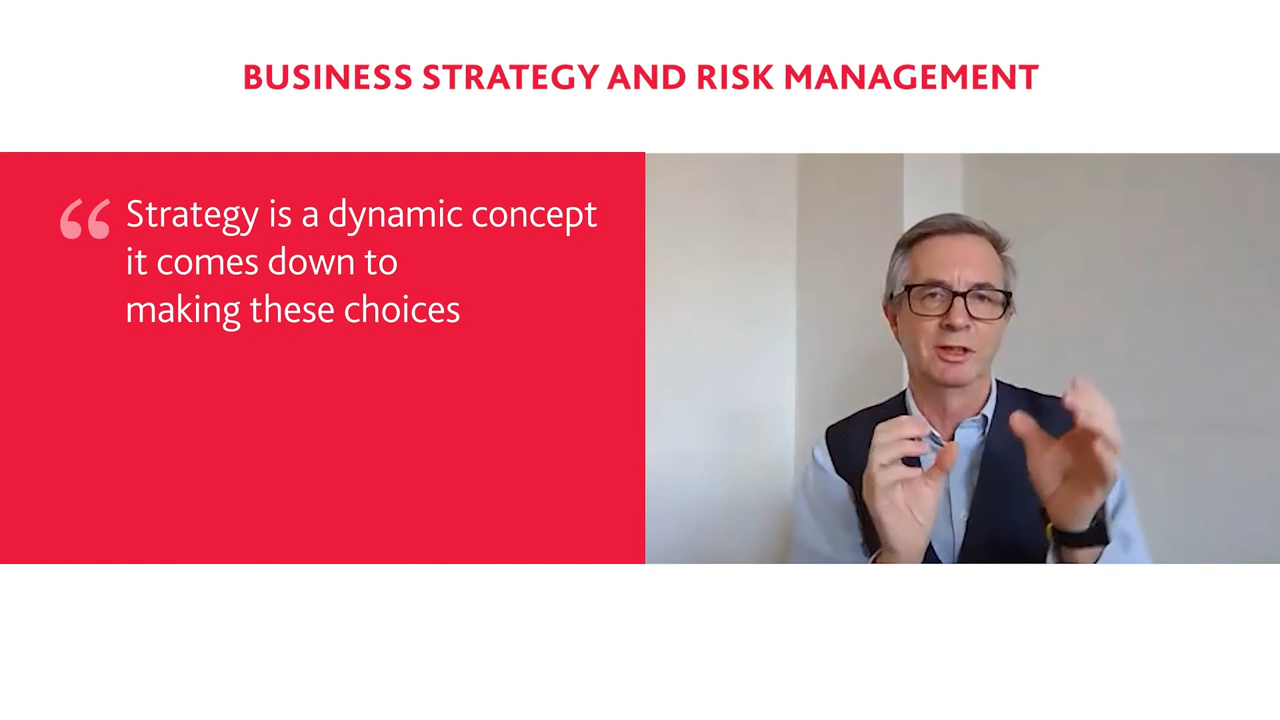 BUSINESS STRATEGY AND RISK MANAGEMENT
“ Strategy is a dynamic concept
it comes down to
making these choices